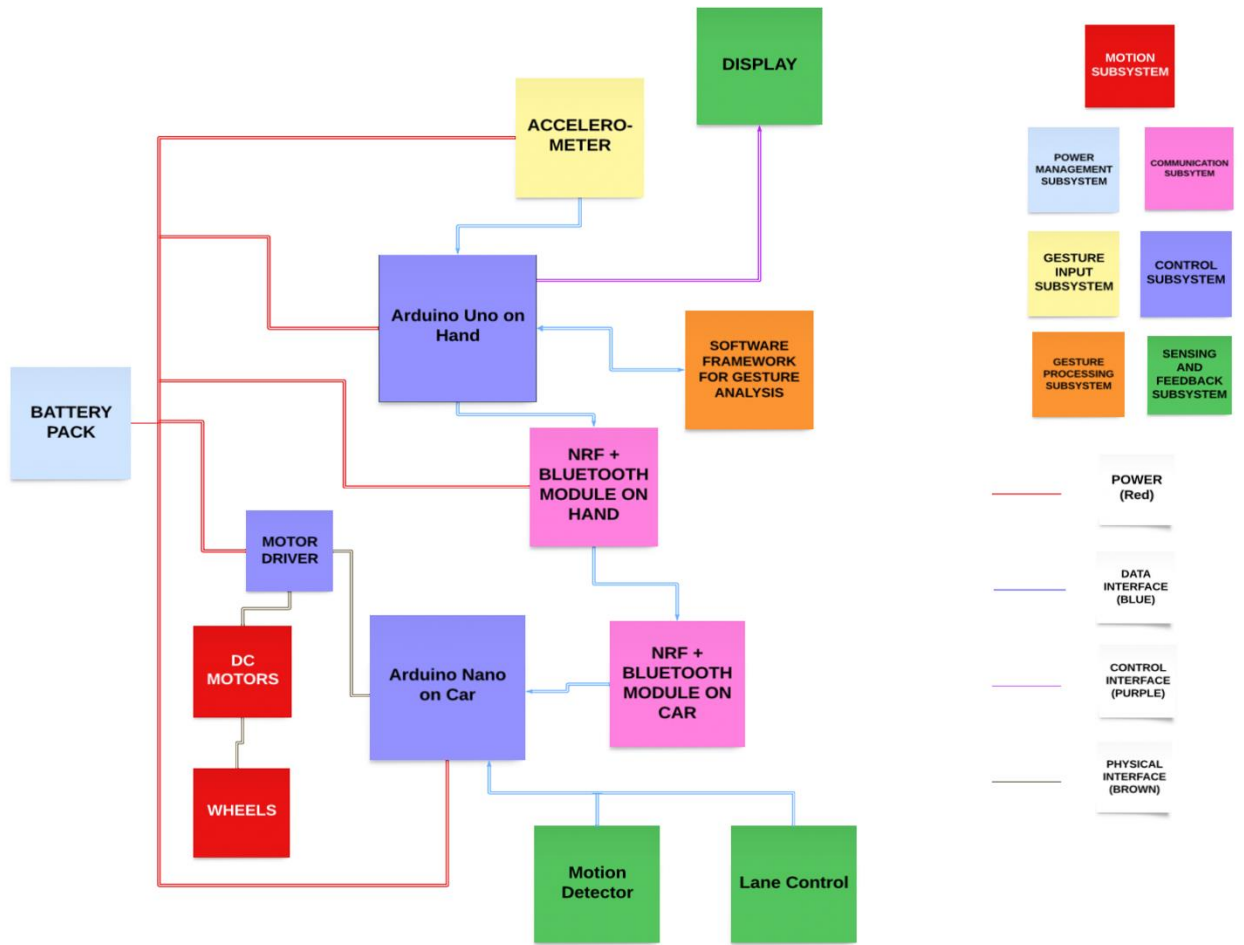 DISPLAY
ACCELERO-
METER
Arduino Uno on
Hand
SOFTWARE
FRAMEWORK
FOR GESTURE
ANALYSIS
BATTERY
PACK
NRF +
BLUETOOTH
MODULE ON
HAND
MOTOR
DRIVER
DC
MOTORS
Arduino Nano
on Car
NRF +
BLUETOOTH
MODULE ON
CAR
WHEELS
Motion
Detector
Lane Control
MOTION
SUBSYSTEM
POWER
MANAGEMENT
SUBSYSTEM
COMMUNICATION
SUBSYTEM
GESTURE
INPUT
SUBSYSTEM
CONTROL
SUBSYSTEM
GESTURE
PROCESSING
SUBSYSTEM
SENSING
AND
FEEDBACK
SUBSYSTEM
POWER
(Red)
DATA
INTERFACE
(BLUE)
CONTROL
INTERFACE
(PURPLE)
PHYSICAL
INTERFACE
(BROWN)